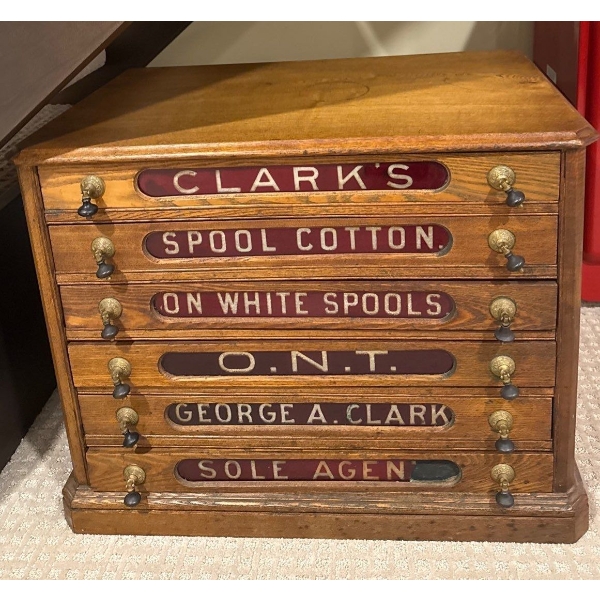 CLARK'S
SPOOL COTTON.
ON WHITE SPOOLS
O.N.T.
GEORGE A. CLARK
SOLE AGEN